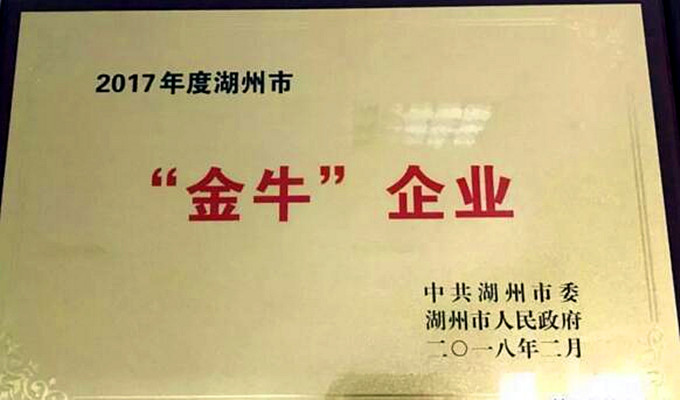 2017年度湖州市
“金牛”企业
中共湖州市委
湖州市人民政府
二〇一八年二月